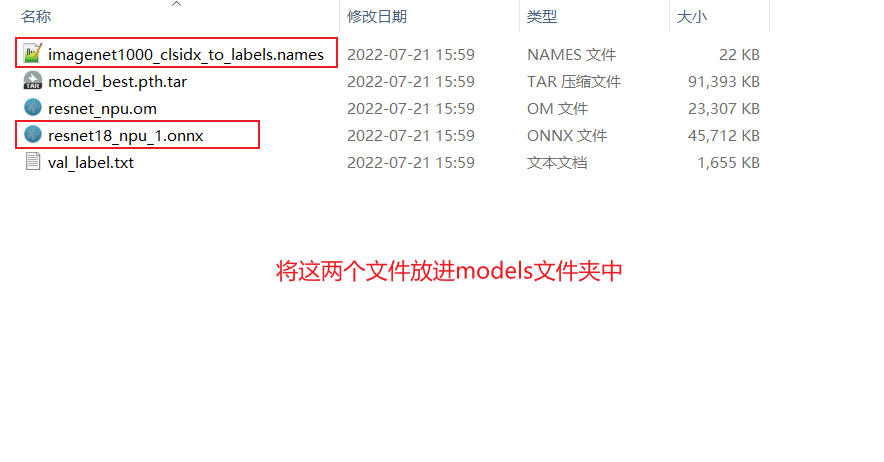 名称 修改日期 类型 大小
imagenet1000_clsidx_to_labels.names 2022-07-21 15:59 NAMES 文件 22 KB
model_best.pth.tar 2022-07-21 15:59 TAR 压缩文件 91,393 KB
resnet_npu.om 2022-07-21 15:59 OM 文件 23,307 KB
resnet18_npu_1.onnx 2022-07-21 15:59 ONNX 文件 45,712 KB
val_label.txt 2022-07-21 15:59 文本文档 1,655 KB
将这两个文件放进models文件夹中